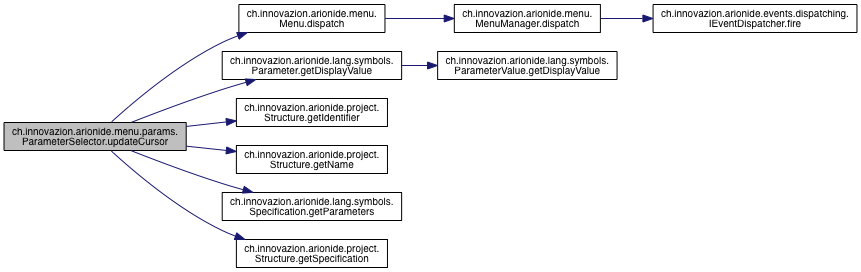 ch.innovazion.arionide.menu.params.
ParameterSelector.updateCursor
ch.innovazion.arionide.menu.
Menu.dispatch
ch.innovazion.arionide.menu.
MenuManager.dispatch
ch.innovazion.arionide.events.dispatching.
IEventDispatcher.fire
ch.innovazion.arionide.lang.symbols.
Parameter.getDisplayValue
ch.innovazion.arionide.lang.symbols.
ParameterValue.getDisplayValue
ch.innovazion.arionide.project.
Structure.getIdentifier
ch.innovazion.arionide.project.
Structure.getName
ch.innovazion.arionide.lang.symbols.
Specification.getParameters
ch.innovazion.arionide.project.
Structure.getSpecification